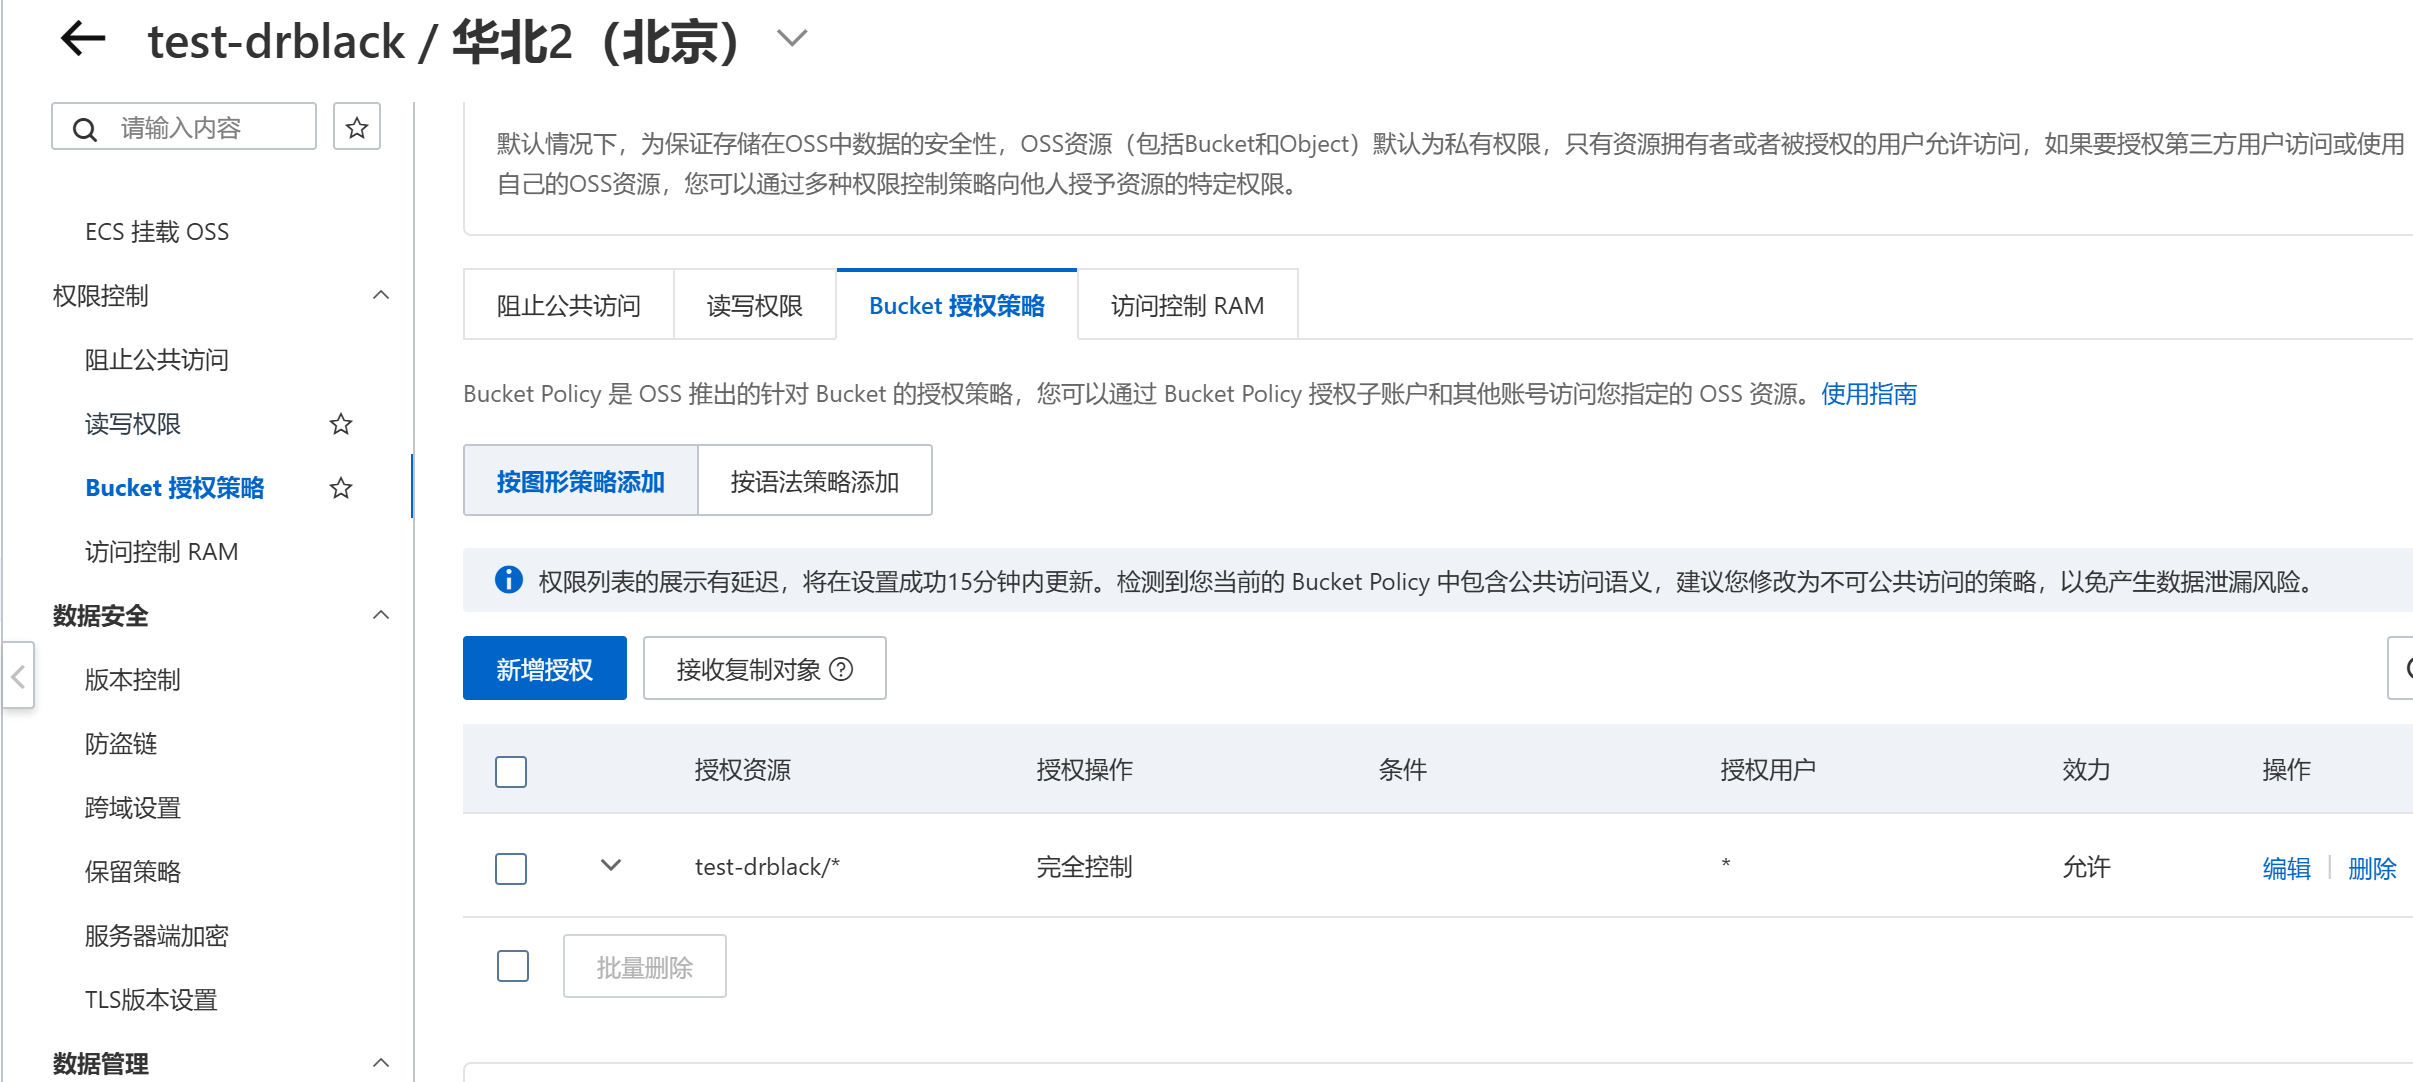 test-drblack / 华北2（北京）
请输入内容
ECS 挂载 OSS
权限控制
阻止公共访问
读写权限
Bucket 授权策略
访问控制 RAM
数据安全
版本控制
防盗链
跨域设置
保留策略
服务器端加密
TLS版本设置
数据管理
默认情况下，为保证存储在OSS中数据的安全性，OSS资源（包括Bucket和Object）默认为私有权限，只有资源拥有者或者被授权的用户允许访问，如果要授权第三方用户访问或使用
自己的OSS资源，您可以通过多种权限控制策略向他人授予资源的特定权限。
阻止公共访问 读写权限 Bucket 授权策略 访问控制 RAM
Bucket Policy 是 OSS 推出的针对 Bucket 的授权策略，您可以通过 Bucket Policy 授权子账户和其他账号访问您指定的 OSS 资源。使用指南
按图形策略添加 按语法策略添加
权限列表的展示有延迟，将在设置成功15分钟内更新。检测到您当前的 Bucket Policy 中包含公共访问语义，建议您修改为不可公共访问的策略，以免产生数据泄漏风险。
新增授权 接收复制对象
授权资源 授权操作 条件 授权用户 效力 操作
test-drblack/* 完全控制 * 允许 编辑 删除
批量删除